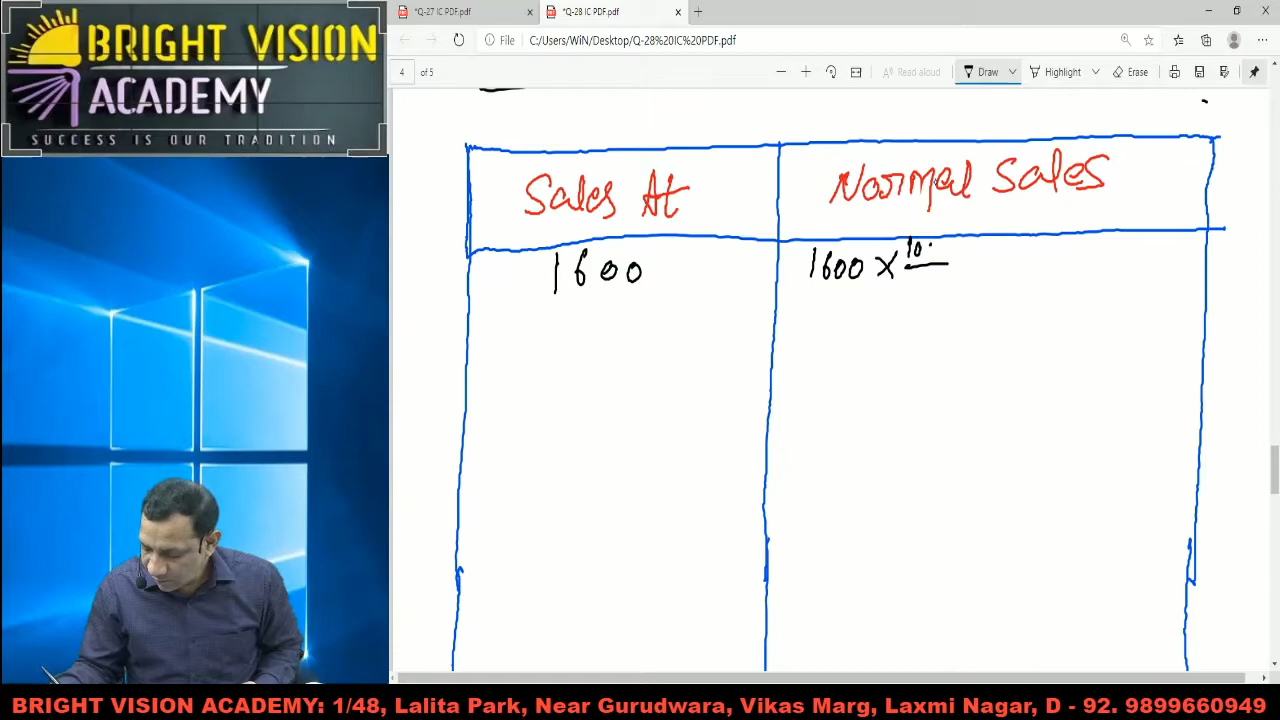 *Q-27 IC PDF.pdf
*Q-28 IC PDF.pdf
BRIGHT VISION
ACADEMY
SUCCESS IS OUR TRADITION
File
C:/Users/WiN/Desktop/Q-28%20IC%20PDF.pdf
4 of 5
Read aloud
Draw
Highlight
Erase
Sales At
Normal Sales
1600
1600 × 10
BRIGHT VISION ACADEMY: 1/48, Lalita Park, Near Gurudwara, Vikas Marg, Laxmi Nagar, D - 92. 9899660949